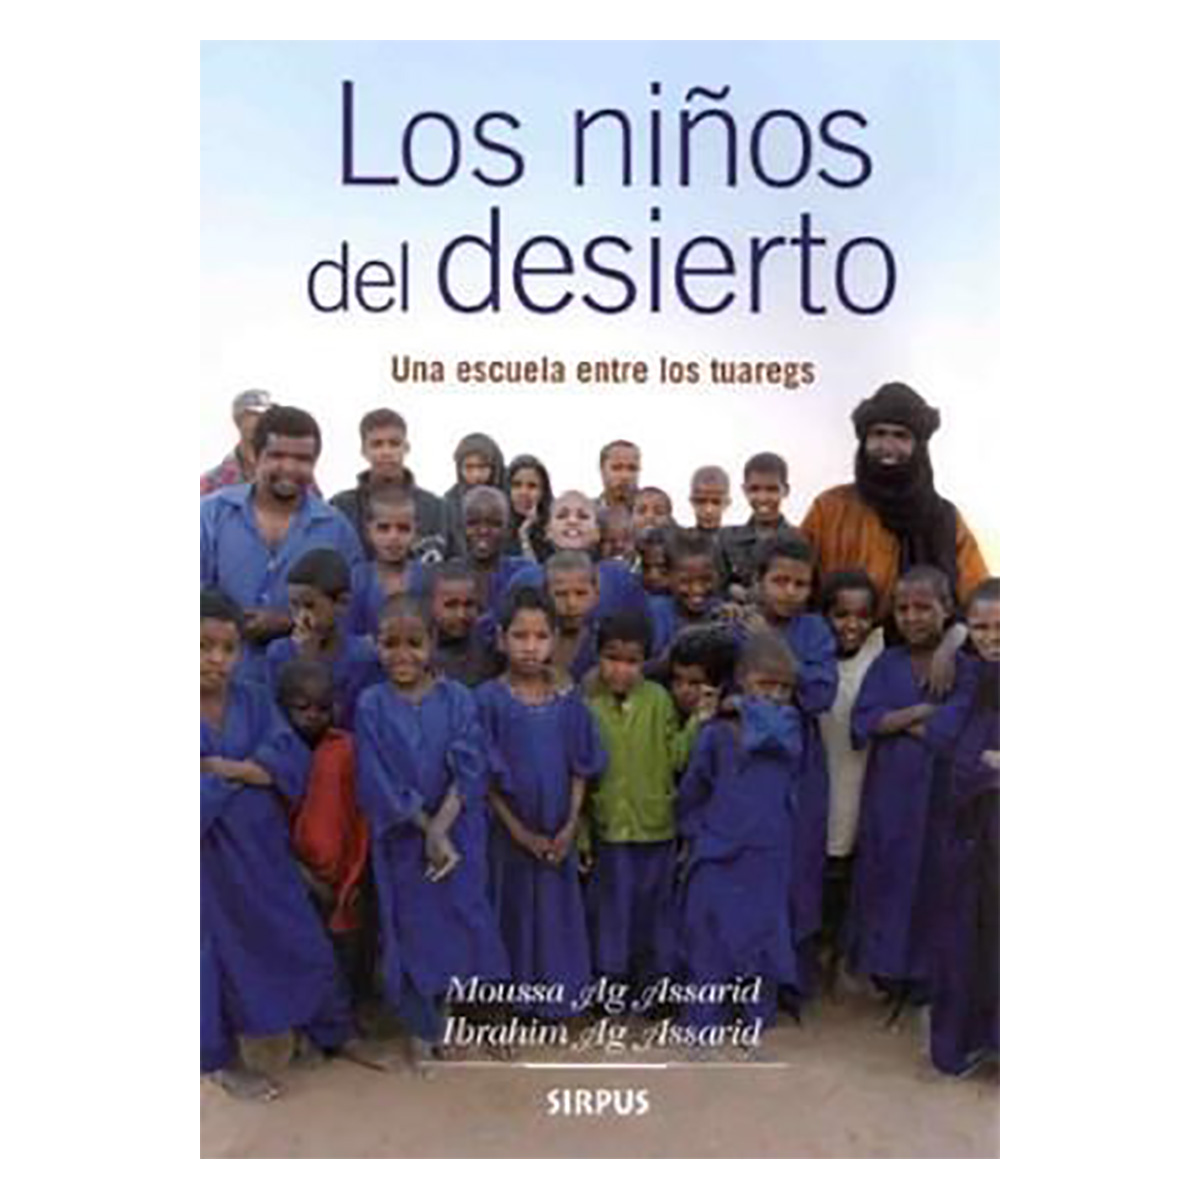 Los niños
del desierto
Una escuela entre los tuaregs
Moussa Ag Assarid
Ibrahim Ag Assarid
SIRPUS